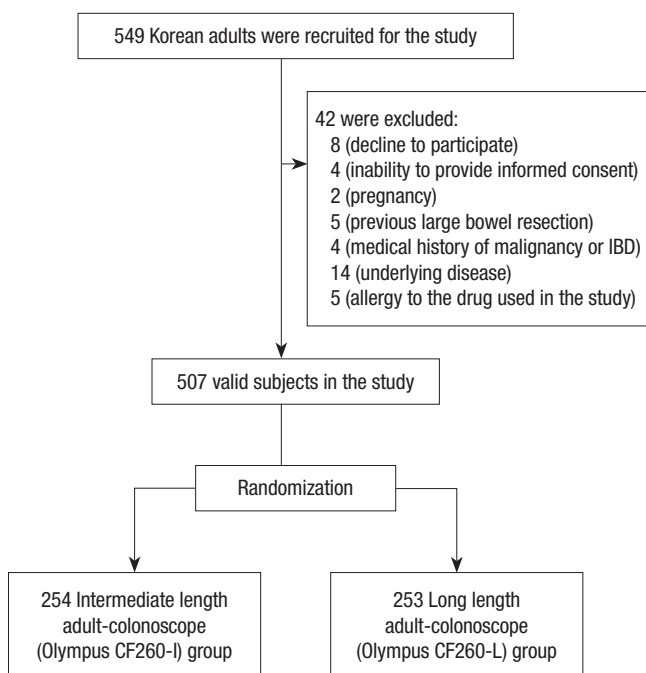 549 Korean adults were recruited for the study
42 were excluded:
8 (decline to participate)
4 (inability to provide informed consent)
2 (pregnancy)
5 (previous large bowel resection)
4 (medical history of malignancy or IBD)
14 (underlying disease)
5 (allergy to the drug used in the study)
507 valid subjects in the study
Randomization
254 Intermediate length
adult-colonoscope
(Olympus CF260-I) group
253 Long length
adult-colonoscope
(Olympus CF260-L) group